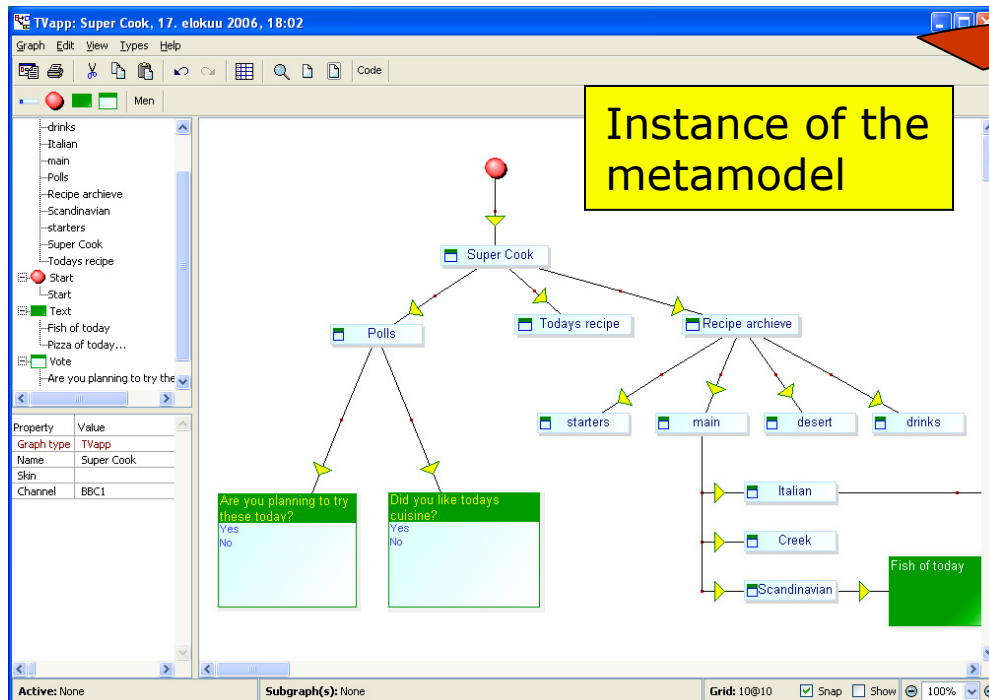 TVapp: Super Cook, 17. elokuu 2006, 18:02
Graph Edit View Types Help
Code
Men
drinks
Italian
main
Polls
Recipe archieve
Scandinavian
starters
Super Cook
Todays recipe
Start
Start
Text
Fish of today
Pizza of today...
Vote
Are you planning to try the
Property Value
Graph type TVapp
Name Super Cook
Skin
Channel BBC1
Instance of the
metamodel
Super Cook
Polls
Todays recipe
Recipe archieve
starters
main
desert
drinks
Are you planning to try
these today?
Yes
No
Did you like todays
cuisine?
Yes
No
Italian
Creek
Scandinavian
Fish of today
Active: None
Subgraph(s): None
Grid: 10@10
Snap
Show
100%